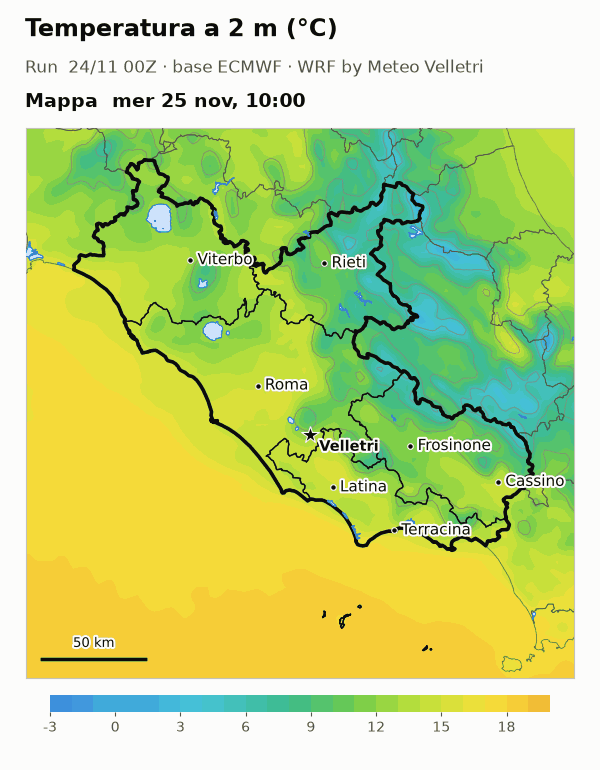 Temperatura a 2 m (°C)
Run  24/11 00Z · base ECMWF · WRF by Meteo Velletri
Mappa  mer 25 nov, 10:00
Viterbo
Rieti
Roma
Velletri
Frosinone
Cassino
Latina
Terracina
50 km
-3 0 3 6 9 12 15 18